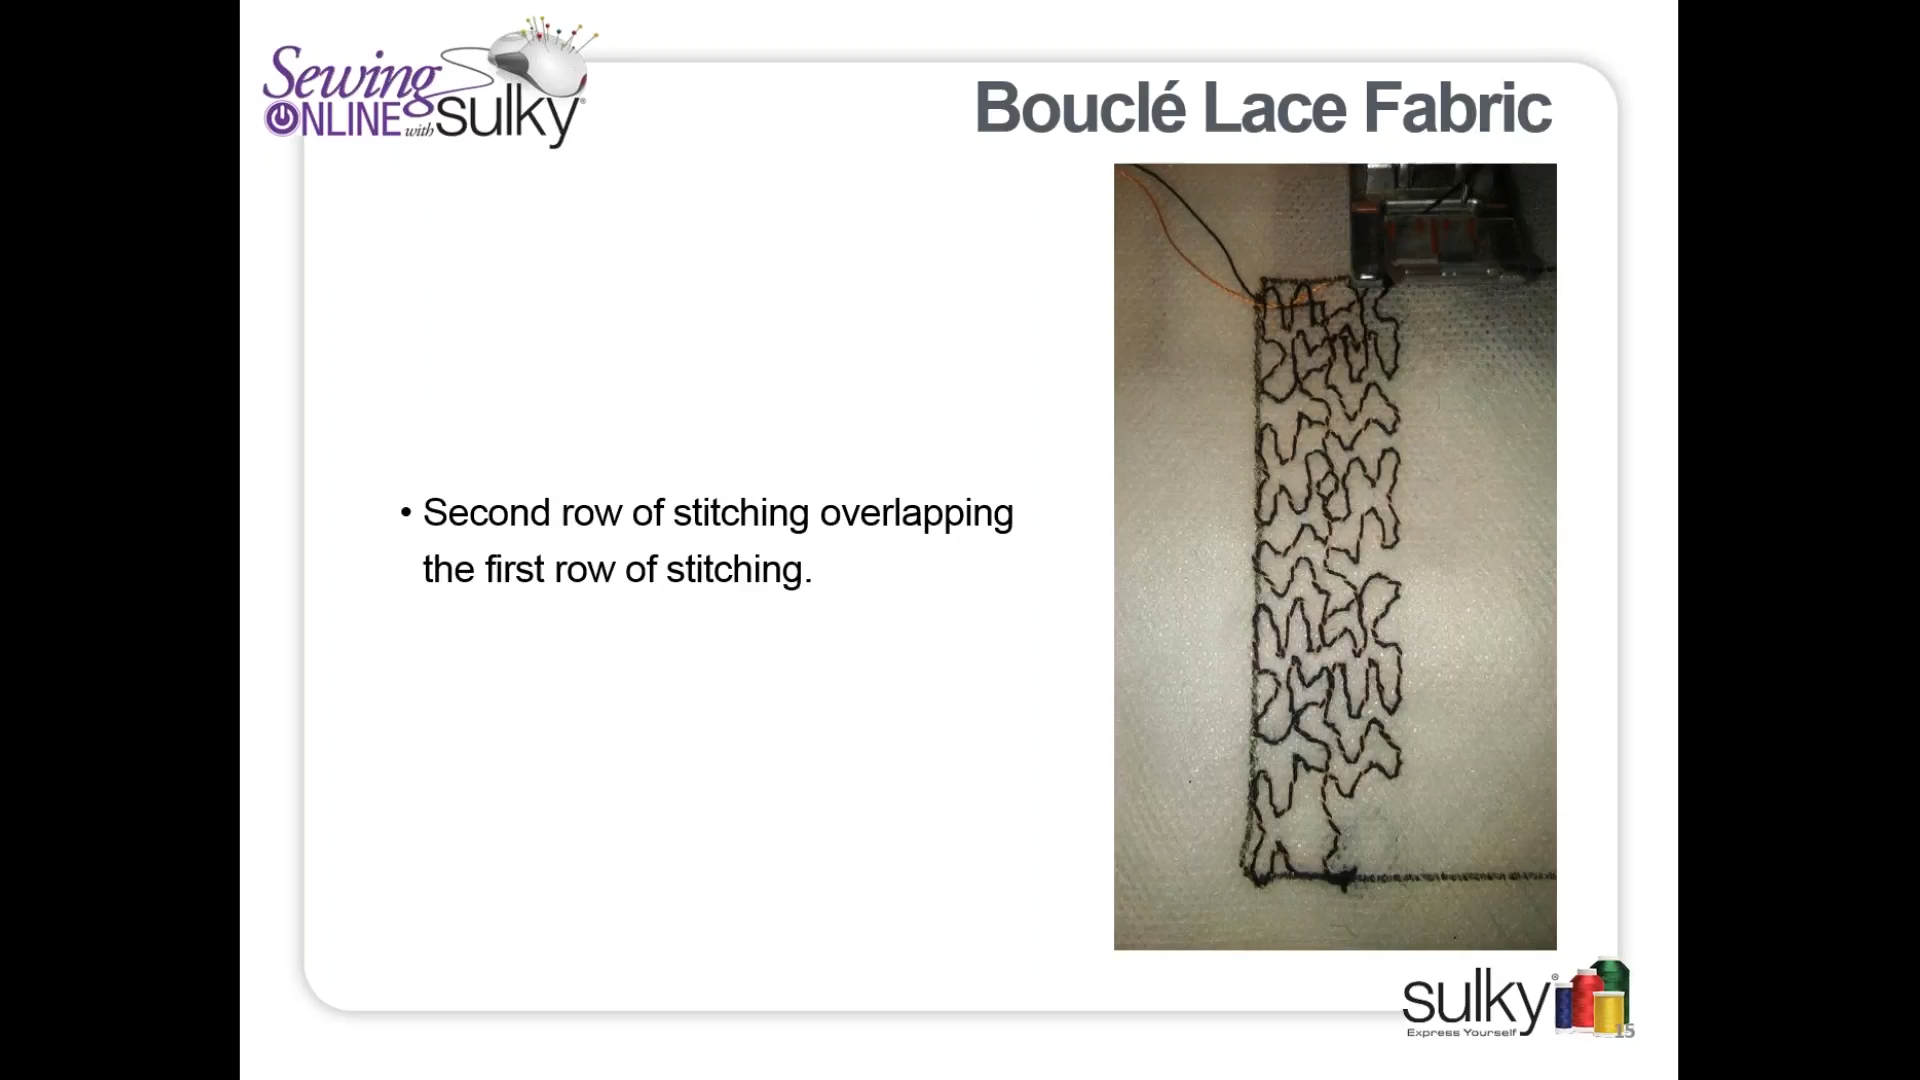 Sewing
ONLINE with sulky®
Bouclé Lace Fabric
• Second row of stitching overlapping
the first row of stitching.
sulky®
Express Yourself
15